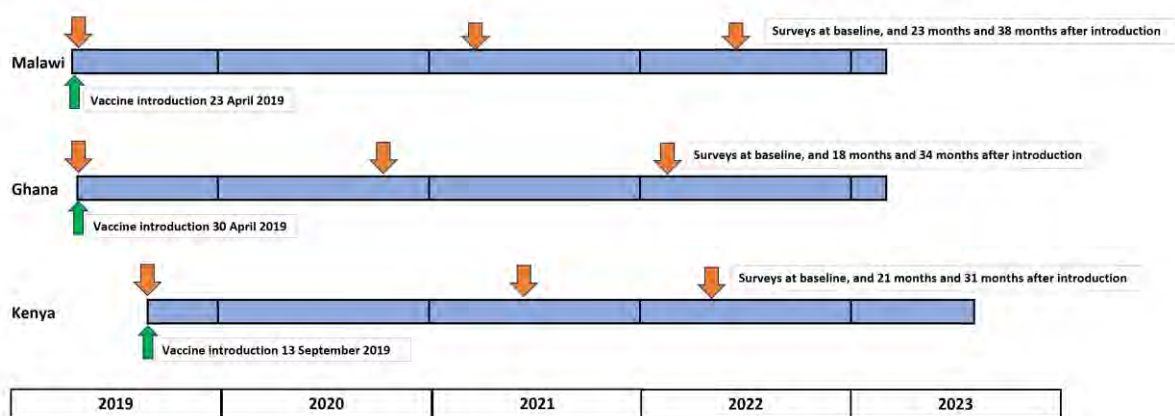 Surveys at baseline, and 23 months and 38 months after introduction
Malawi
Vaccine introduction 23 April 2019
Surveys at baseline, and 18 months and 34 months after introduction
Ghana
Vaccine introduction 30 April 2019
Surveys at baseline, and 21 months and 31 months after introduction
Kenya
Vaccine introduction 13 September 2019
2019 2020 2021 2022 2023